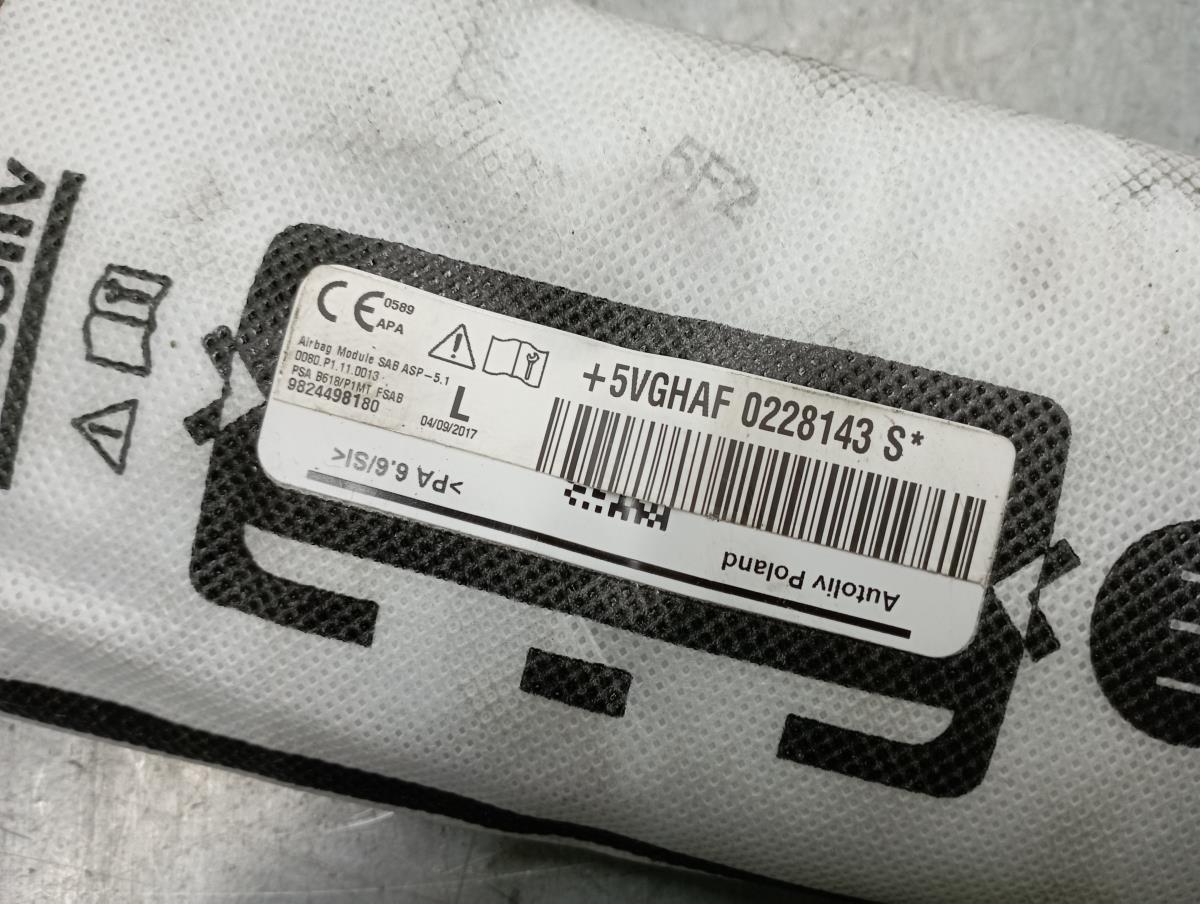 CE 0589
APA
Airbag Module SAB ASP-5.1
0080.P1.11.0013
PSA B618/P1MT FSAB
9824498180
L
04/09/2017
+5VGHAF 0228143 S*
>PA 6.6/SI<
Autoliv Poland